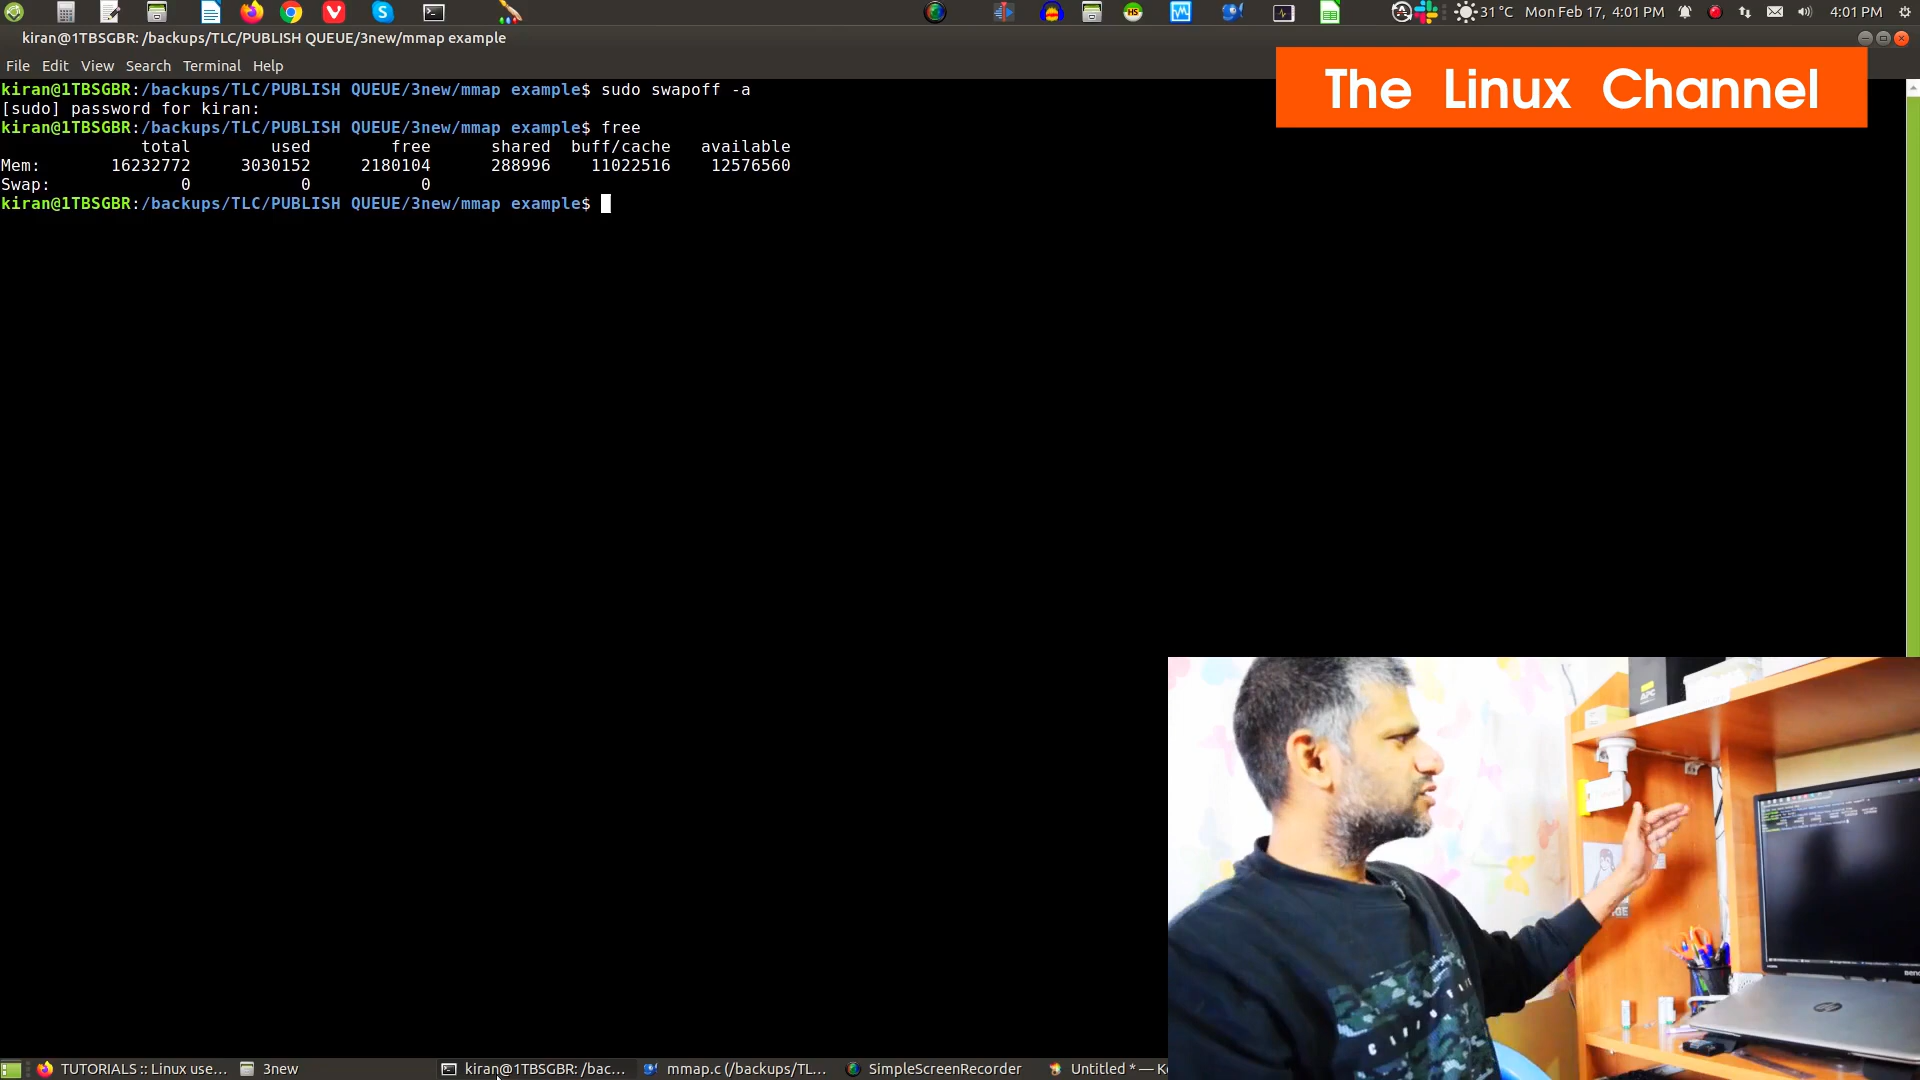 31 °C Mon Feb 17, 4:01 PM 4:01 PM
kiran@1TBSGBR: /backups/TLC/PUBLISH QUEUE/3new/mmap example
File Edit View Search Terminal Help
The Linux Channel
kiran@1TBSGBR:/backups/TLC/PUBLISH QUEUE/3new/mmap example$ sudo swapoff -a
[sudo] password for kiran:
kiran@1TBSGBR:/backups/TLC/PUBLISH QUEUE/3new/mmap example$ free
total used free shared buff/cache available
Mem: 16232772 3030152 2180104 288996 11022516 12576560
Swap: 0 0 0
kiran@1TBSGBR:/backups/TLC/PUBLISH QUEUE/3new/mmap example$
APC
TUTORIALS :: Linux use... 3new kiran@1TBSGBR: /bac... mmap.c (/backups/TL... SimpleScreenRecorder Untitled * — Ko